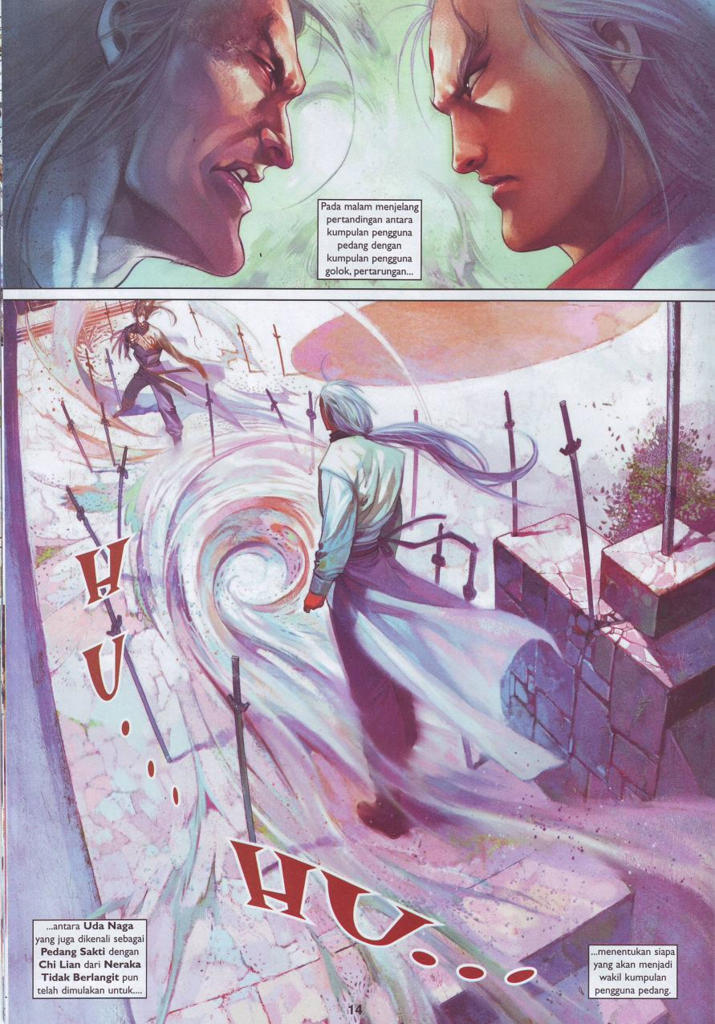 Pada malam menjelang
pertandingan antara
kumpulan pengguna
pedang dengan
kumpulan pengguna
golok, pertarungan...
HU...
HU...
...antara Uda Naga
yang juga dikenali sebagai
Pedang Sakti dengan
Chi Lian dari Neraka
Tidak Berlangit pun
telah dimulakan untuk....
...menentukan siapa
yang akan menjadi
wakil kumpulan
pengguna pedang.
14